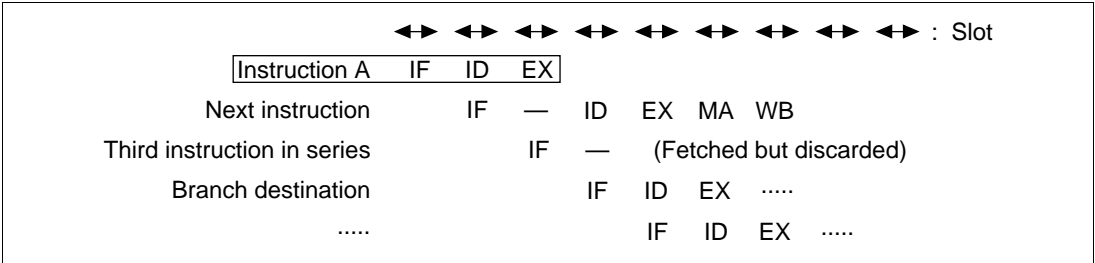 : Slot
Instruction A IF ID EX
Next instruction IF — ID EX MA WB
Third instruction in series IF — (Fetched but discarded)
Branch destination IF ID EX .....
..... IF ID EX .....